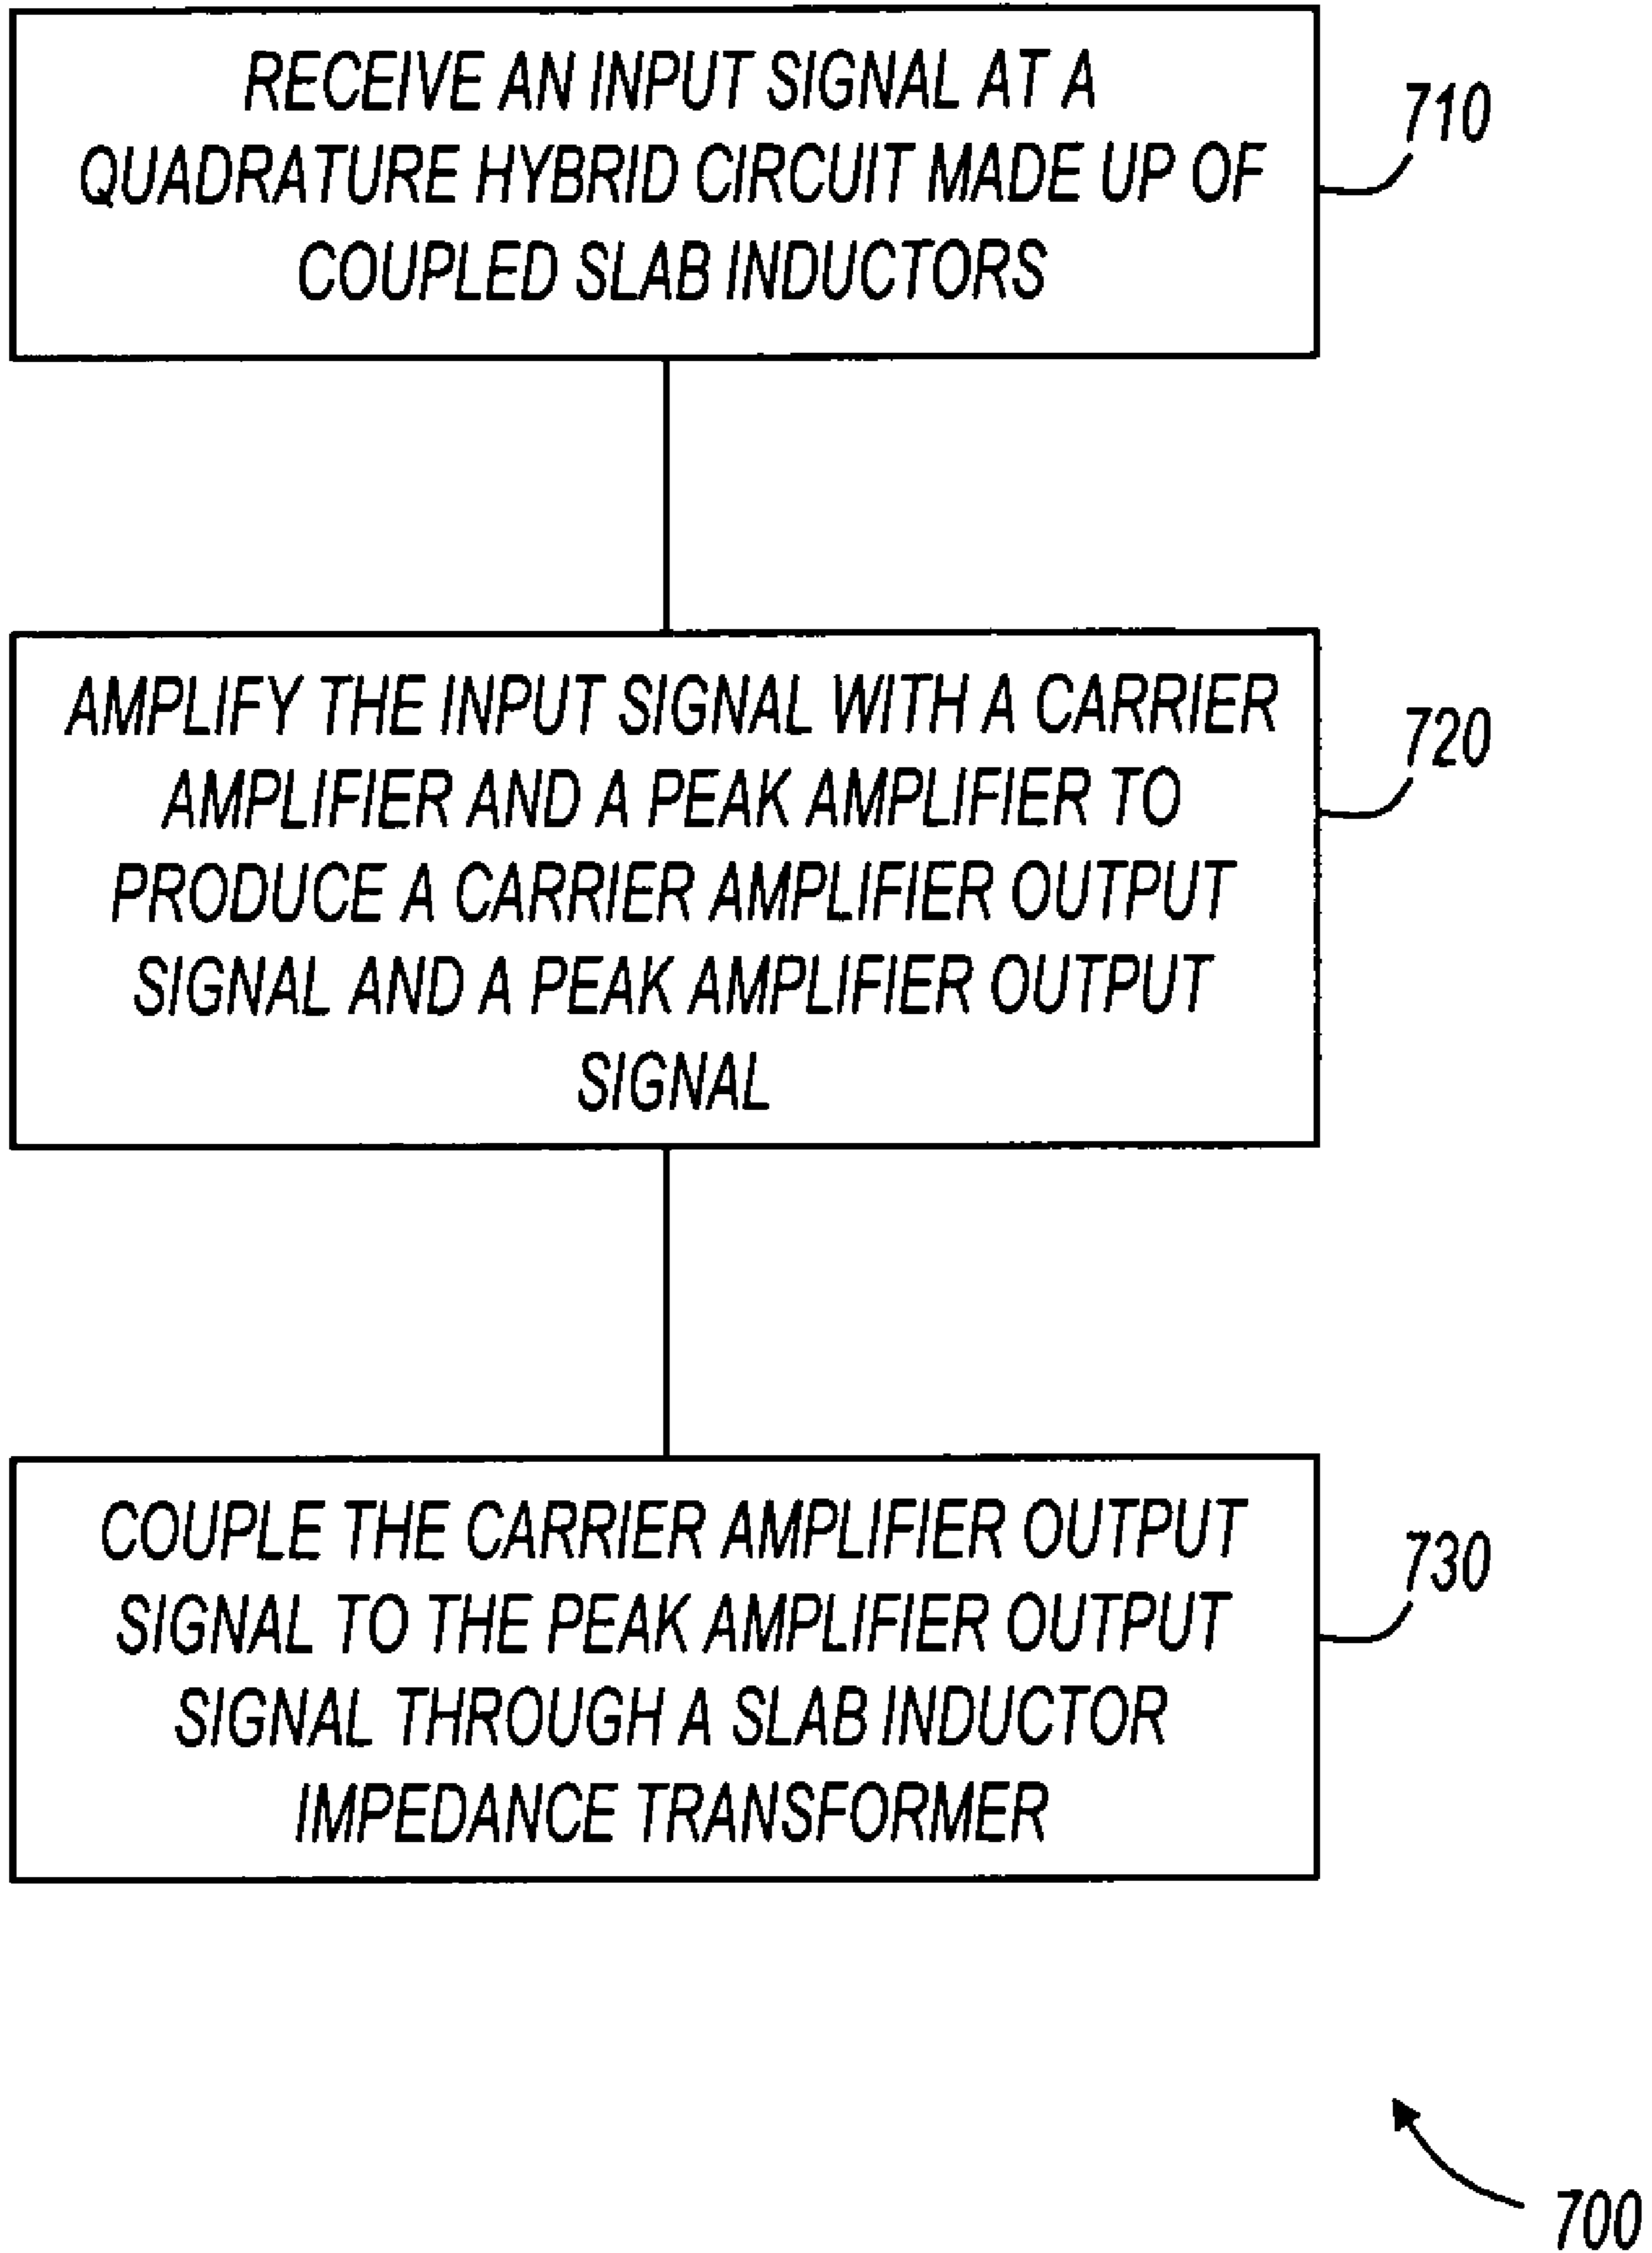 RECEIVE AN INPUT SIGNAL AT A
QUADRATURE HYBRID CIRCUIT MADE UP OF
COUPLED SLAB INDUCTORS
710
AMPLIFY THE INPUT SIGNAL WITH A CARRIER
AMPLIFIER AND A PEAK AMPLIFIER TO
PRODUCE A CARRIER AMPLIFIER OUTPUT
SIGNAL AND A PEAK AMPLIFIER OUTPUT
SIGNAL
720
COUPLE THE CARRIER AMPLIFIER OUTPUT
SIGNAL TO THE PEAK AMPLIFIER OUTPUT
SIGNAL THROUGH A SLAB INDUCTOR
IMPEDANCE TRANSFORMER
730
700